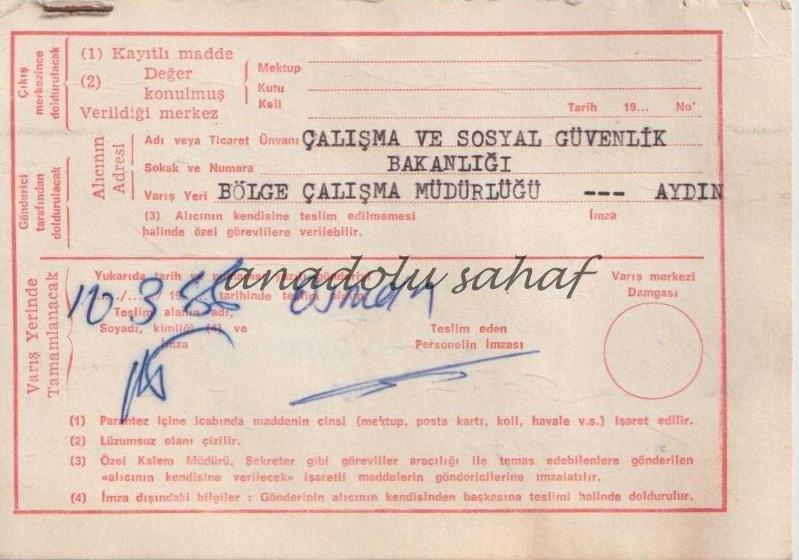 Çıkış merkezince doldurulacak
(1) Kayıtlı madde
(2) Değer konulmuş
Verildiği merkez
Mektup
Kutu
Koli
Tarih 19... No'
Gönderici tarafından doldurulacak
Alıcının Adresi
Adı veya Ticaret Ünvanı ÇALIŞMA VE SOSYAL GÜVENLİK
Sokak ve Numara BAKANLIĞI
Varış Yeri BÖLGE ÇALIŞMA MÜDÜRLÜĞÜ --- AYDIN
(3) Alıcının kendisine teslim edilmemesi
halinde özel görevlilere verilebilir.
İmza
Varış Yerinde Tamamlanacak
Yukarıda tarih ve
anadolu sahaf
Varış merkezi
Damgası
19... tarihinde teslim
10.3.
Osman
Teslim alanın adı,
Soyadı, kimliği (4) ve
İmza
Teslim eden
Personelin İmzası
(1) Parantez içine icabında maddenin cinsi (mektup, posta kartı, koli, havale v.s.) işaret edilir.
(2) Lüzumsuz olanı çizilir.
(3) Özel Kalem Müdürü, Sekreter gibi görevliler aracılığı ile temas edebilenlere gönderilen
«alıcının kendisine verilecek» işaretli maddelerin göndericilerine imzalatılır.
(4) İmza dışındaki bilgiler : Gönderinin alıcının kendisinden başkasına teslimi halinde doldurulur.